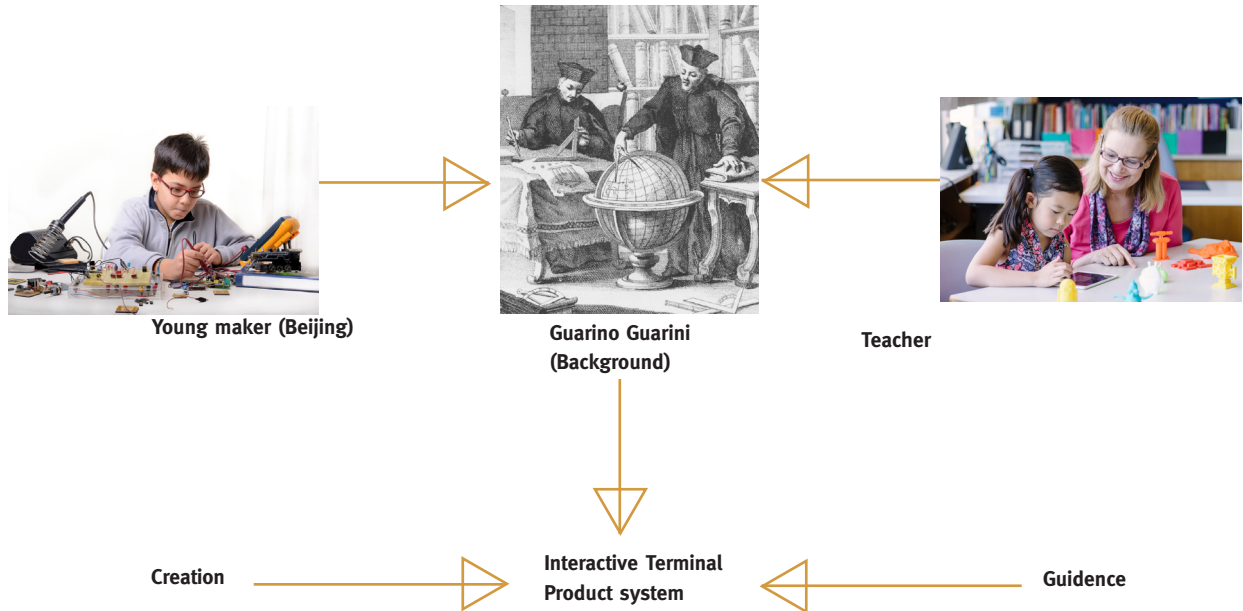 Young maker (Beijing)
Guarino Guarini
(Background)
Teacher
Creation
Interactive Terminal
Product system
Guidence